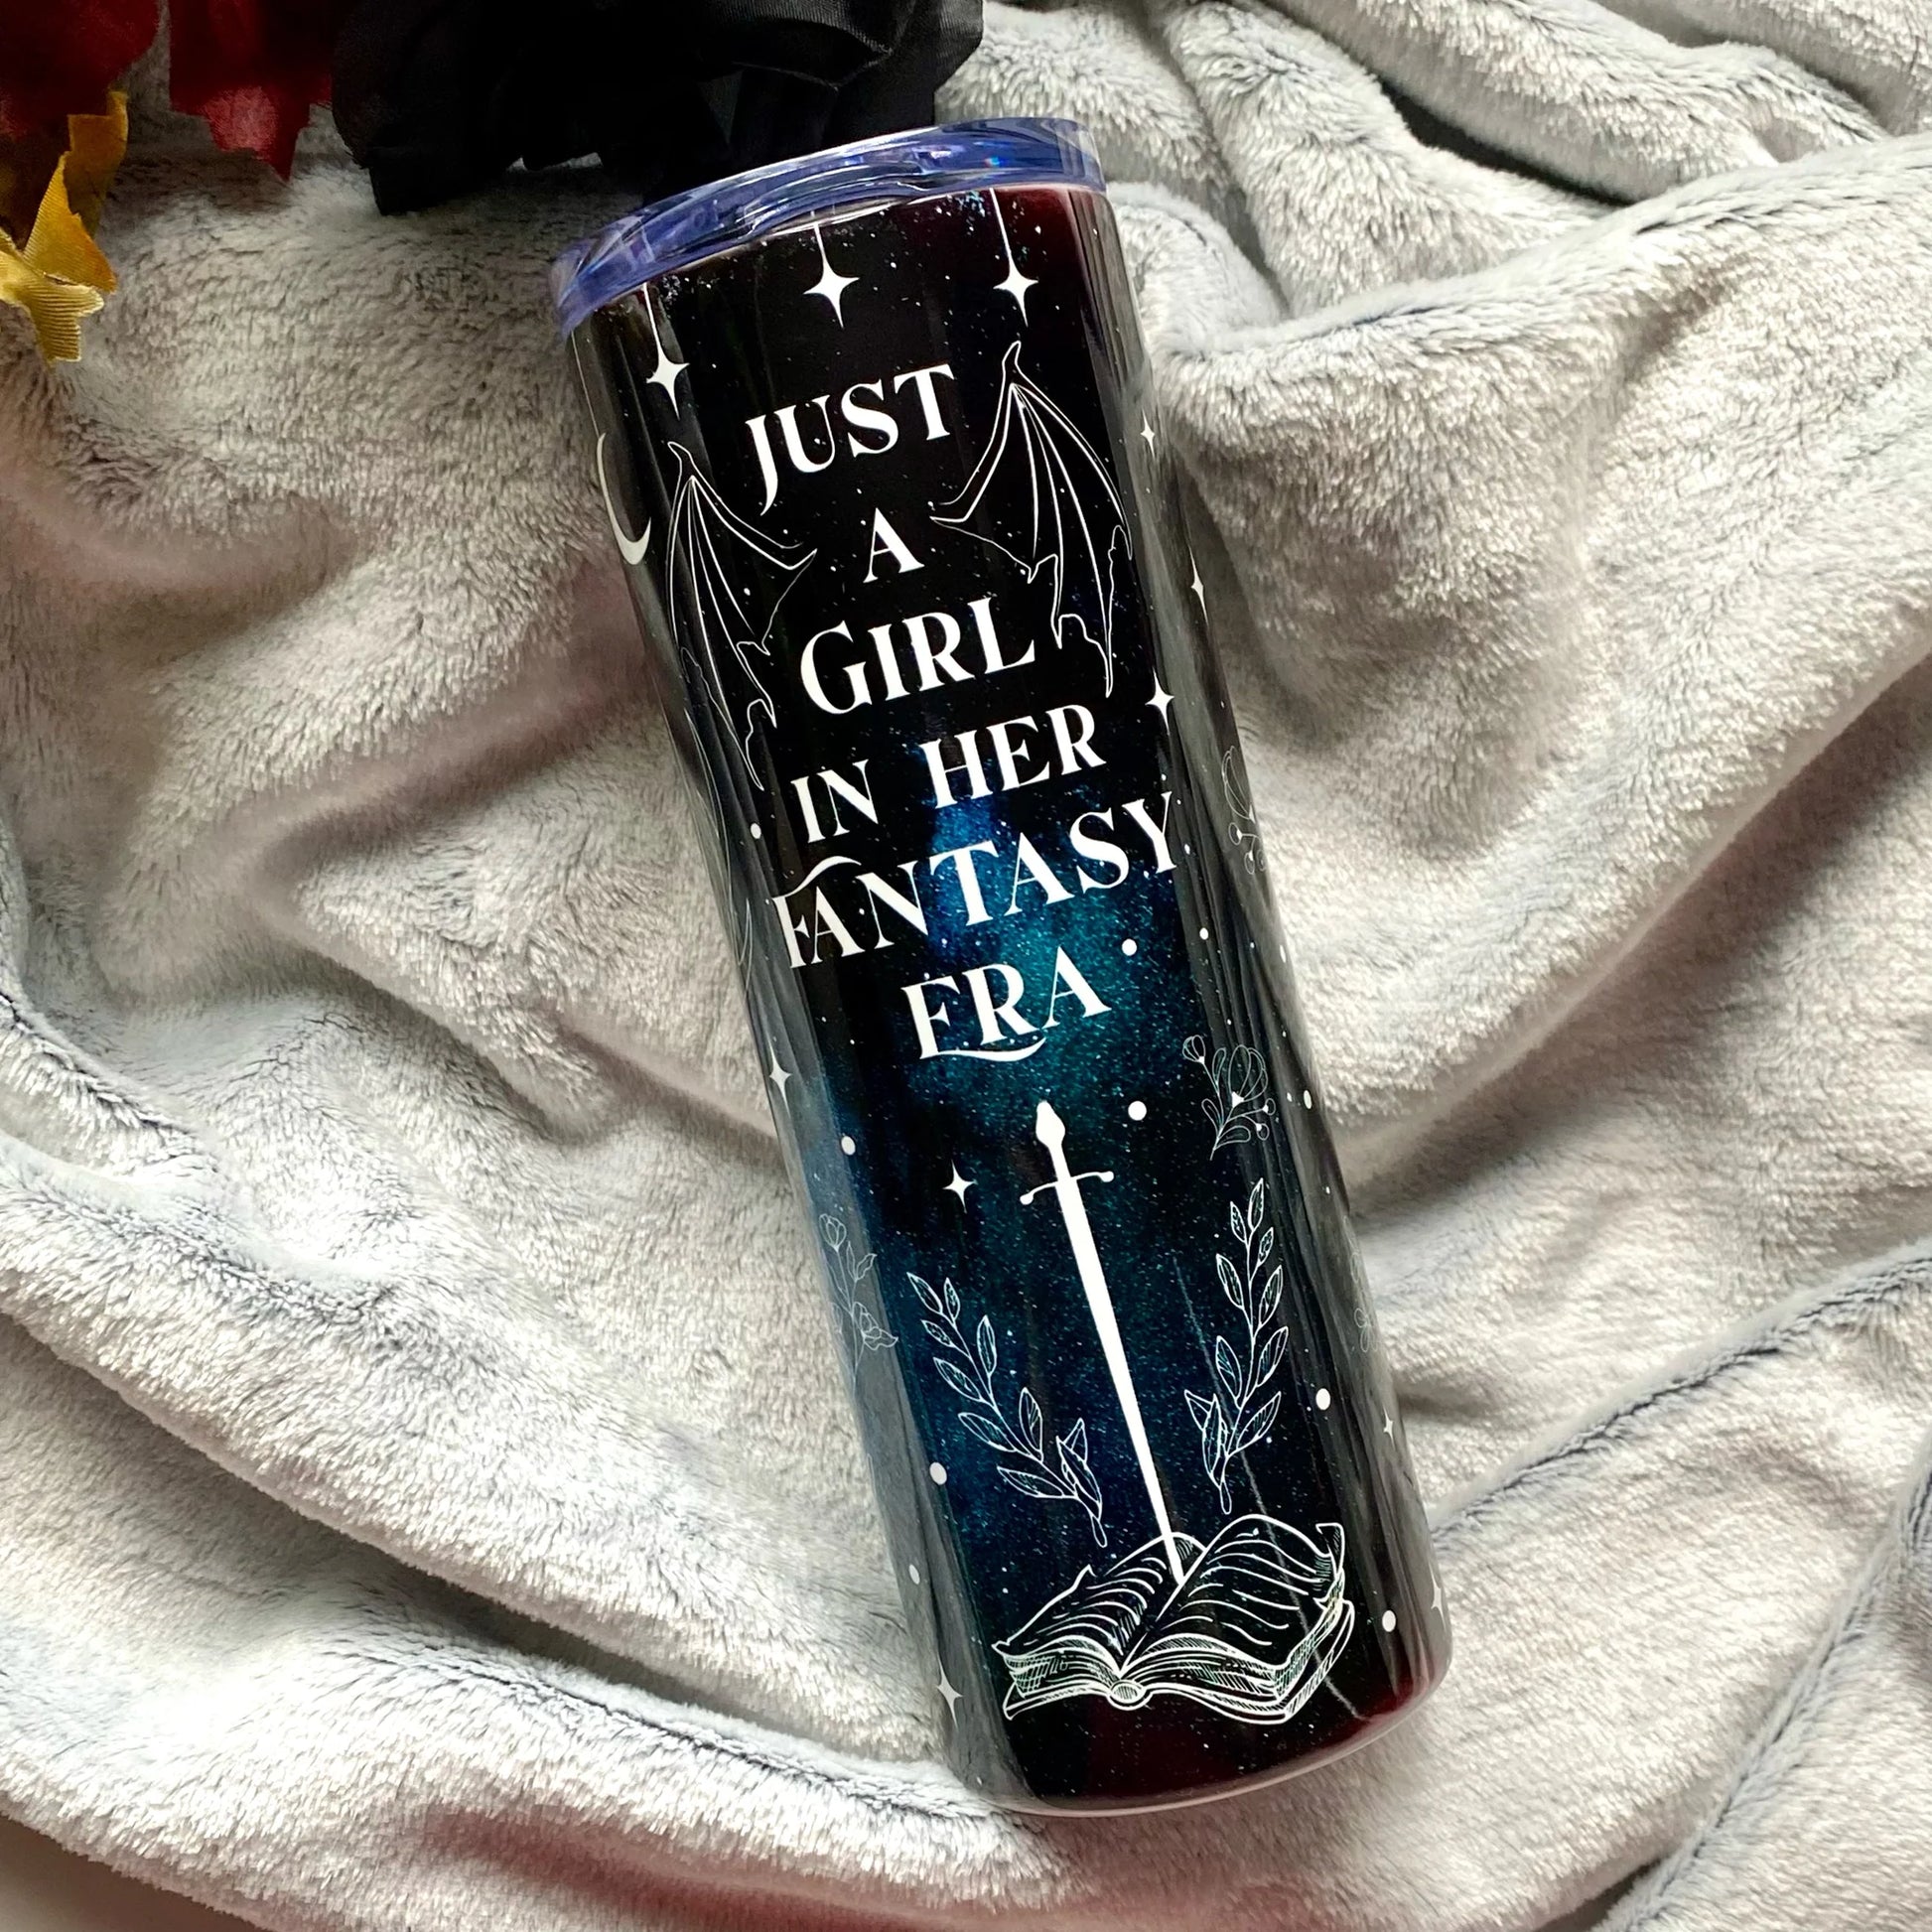 JUST
A
GIRL
IN HER
FANTASY
ERA